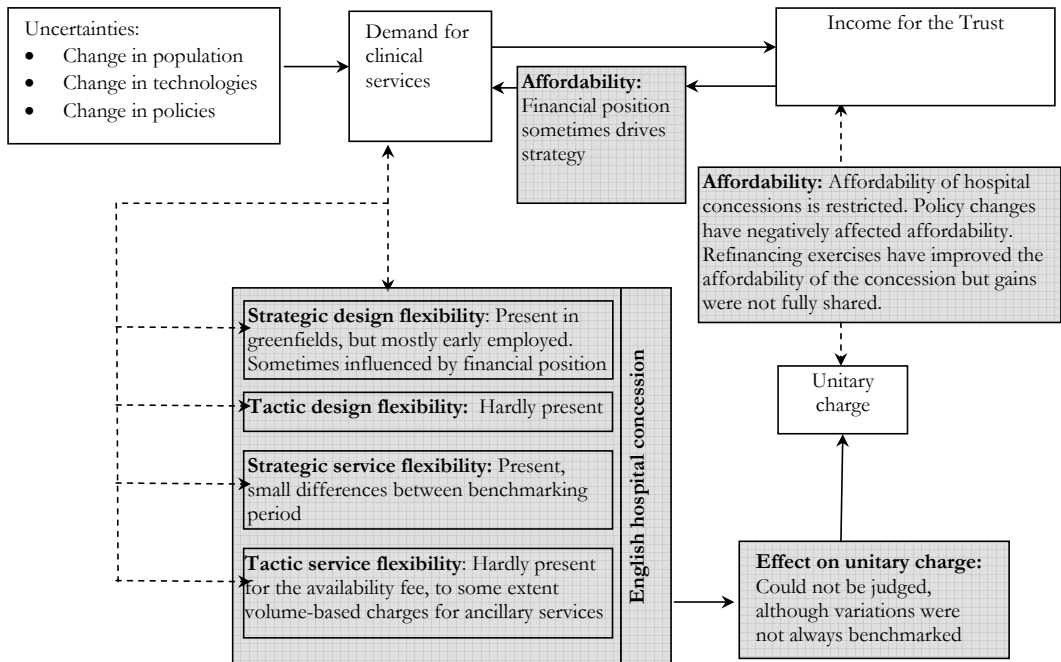 Uncertainties:
• Change in population
• Change in technologies
• Change in policies
Demand for
clinical
services
Income for the Trust
Affordability:
Financial position
sometimes drives
strategy
Affordability: Affordability of hospital
concessions is restricted. Policy changes
have negatively affected affordability.
Refinancing exercises have improved the
affordability of the concession but gains
were not fully shared.
Strategic design flexibility: Present in
greenfields, but mostly early employed.
Sometimes influenced by financial position
Tactic design flexibility: Hardly present
Strategic service flexibility: Present,
small differences between benchmarking
period
Tactic service flexibility: Hardly present
for the availability fee, to some extent
volume-based charges for ancillary services
English hospital concession
Unitary
charge
Effect on unitary charge:
Could not be judged,
although variations were
not always benchmarked